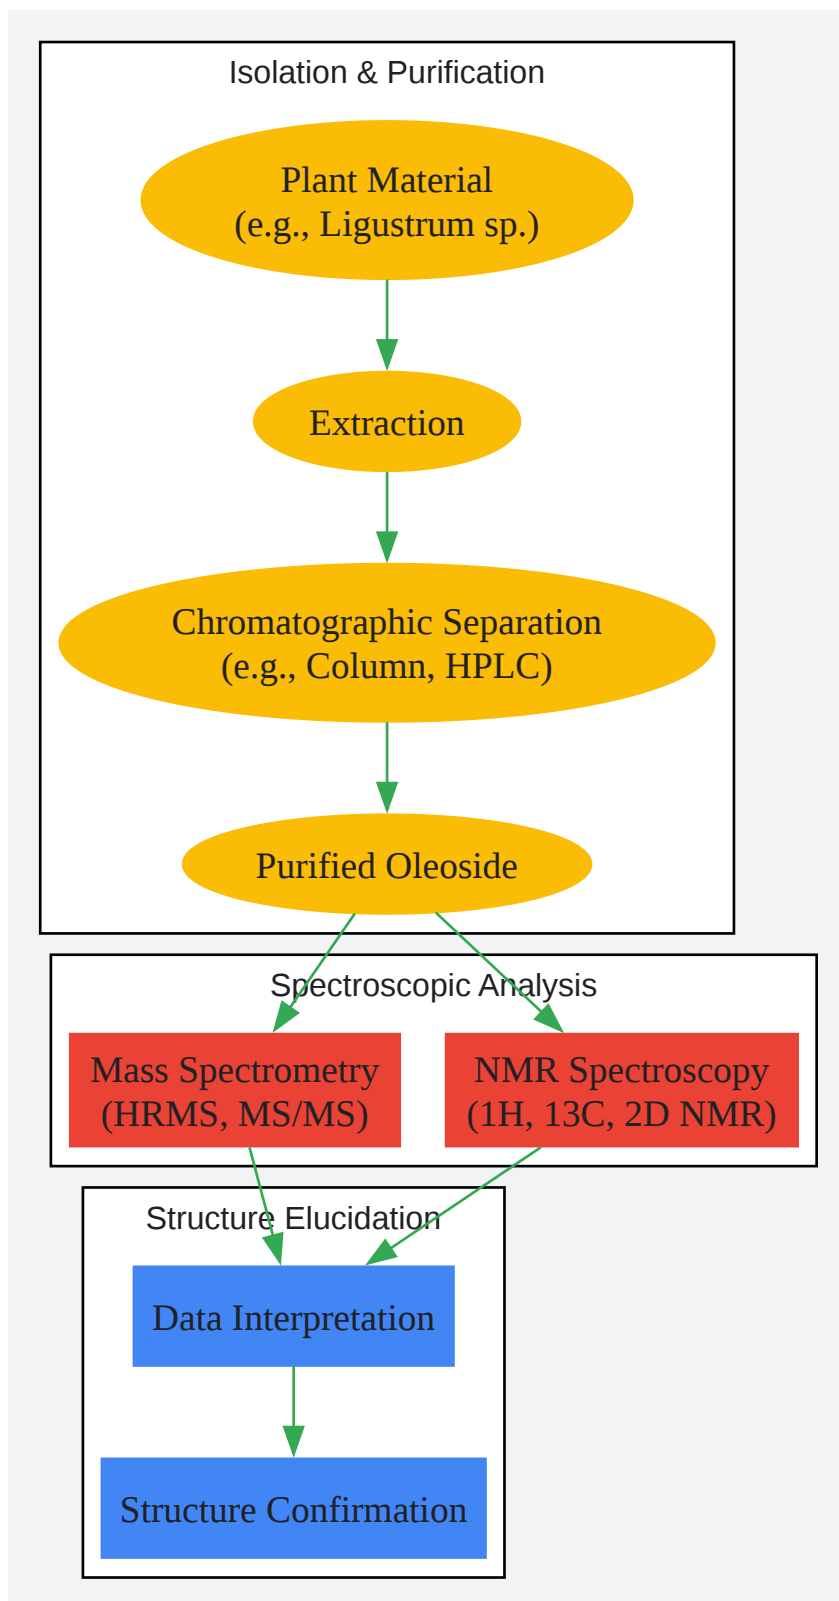 Isolation & Purification
Plant Material
(e.g., Ligustrum sp.)
Extraction
Chromatographic Separation
(e.g., Column, HPLC)
Purified Oleoside
Spectroscopic Analysis
Mass Spectrometry
(HRMS, MS/MS)
NMR Spectroscopy
(1H, 13C, 2D NMR)
Structure Elucidation
Data Interpretation
Structure Confirmation